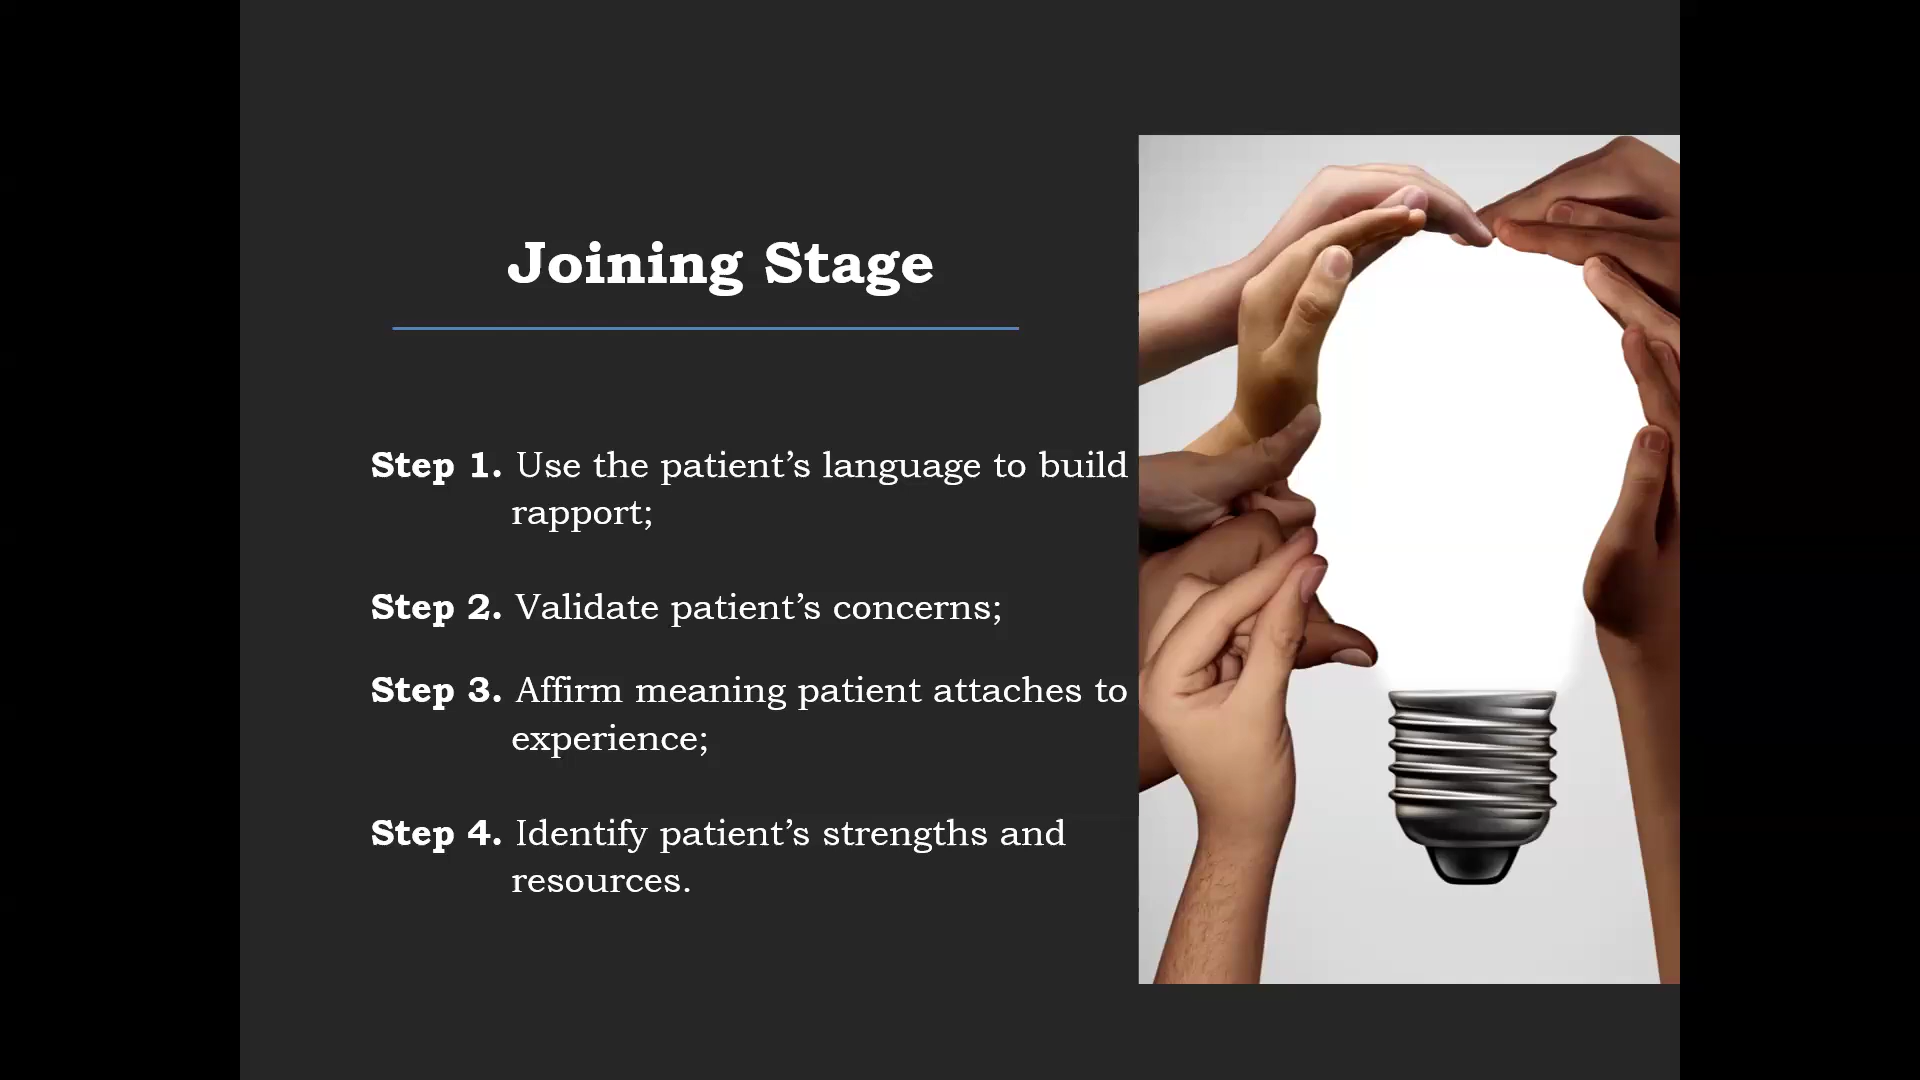 Joining Stage
Step 1. Use the patient’s language to build
rapport;
Step 2. Validate patient’s concerns;
Step 3. Affirm meaning patient attaches to
experience;
Step 4. Identify patient’s strengths and
resources.